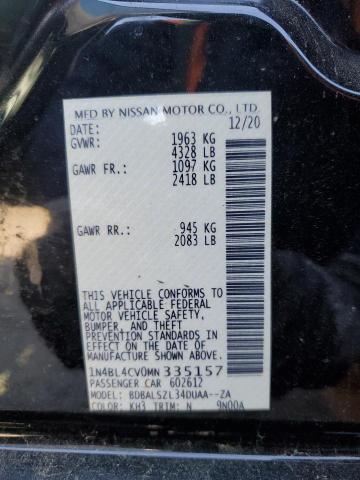 MFD BY NISSAN MOTOR CO., LTD.
DATE: 12/20
GVWR: 1963 KG
4328 LB
GAWR FR.: 1097 KG
2418 LB
GAWR RR.: 945 KG
2083 LB
THIS VEHICLE CONFORMS TO
ALL APPLICABLE FEDERAL
MOTOR VEHICLE SAFETY,
BUMPER, AND THEFT
PREVENTION STANDARDS IN
EFFECT ON THE DATE OF
MANUFACTURE SHOWN ABOVE.
1N4BL4CV0MN 335157
PASSENGER CAR 602612
MODEL: BDBALSZL34DUAA--ZA
COLOR: KH3 TRIM: N 9N00A